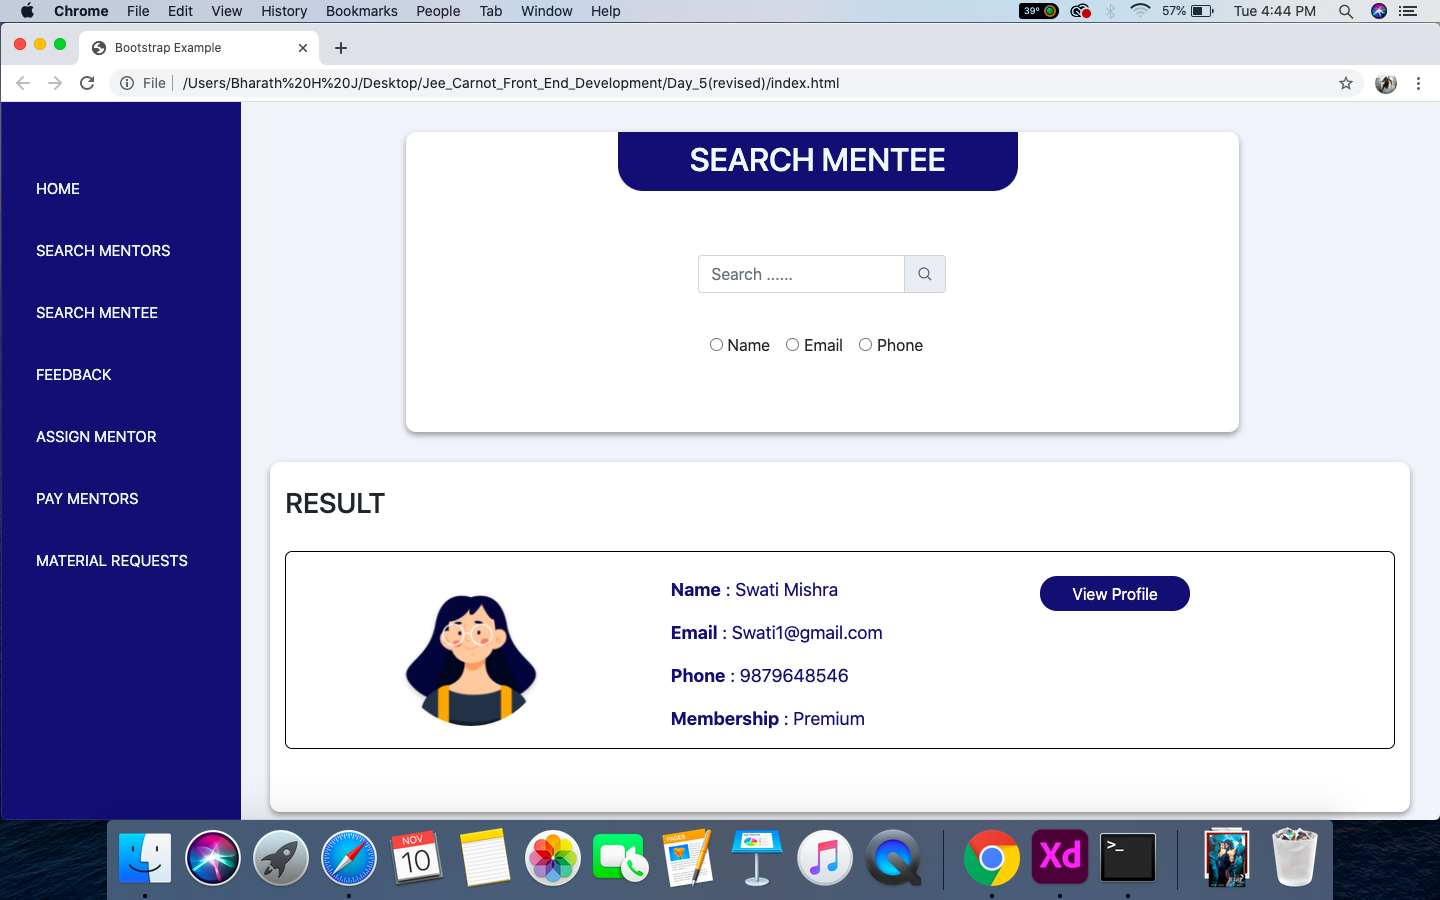 Chrome File Edit View History Bookmarks People Tab Window Help 39° 57% Tue 4:44 PM
Bootstrap Example
File /Users/Bharath%20H%20J/Desktop/Jee_Carnot_Front_End_Development/Day_5(revised)/index.html
HOME
SEARCH MENTORS
SEARCH MENTEE
FEEDBACK
ASSIGN MENTOR
PAY MENTORS
MATERIAL REQUESTS
SEARCH MENTEE
Search ......
Name Email Phone
RESULT
Name : Swati Mishra
Email : Swati1@gmail.com
Phone : 9879648546
Membership : Premium
View Profile
NOV
10
PAGES
Xd
>_